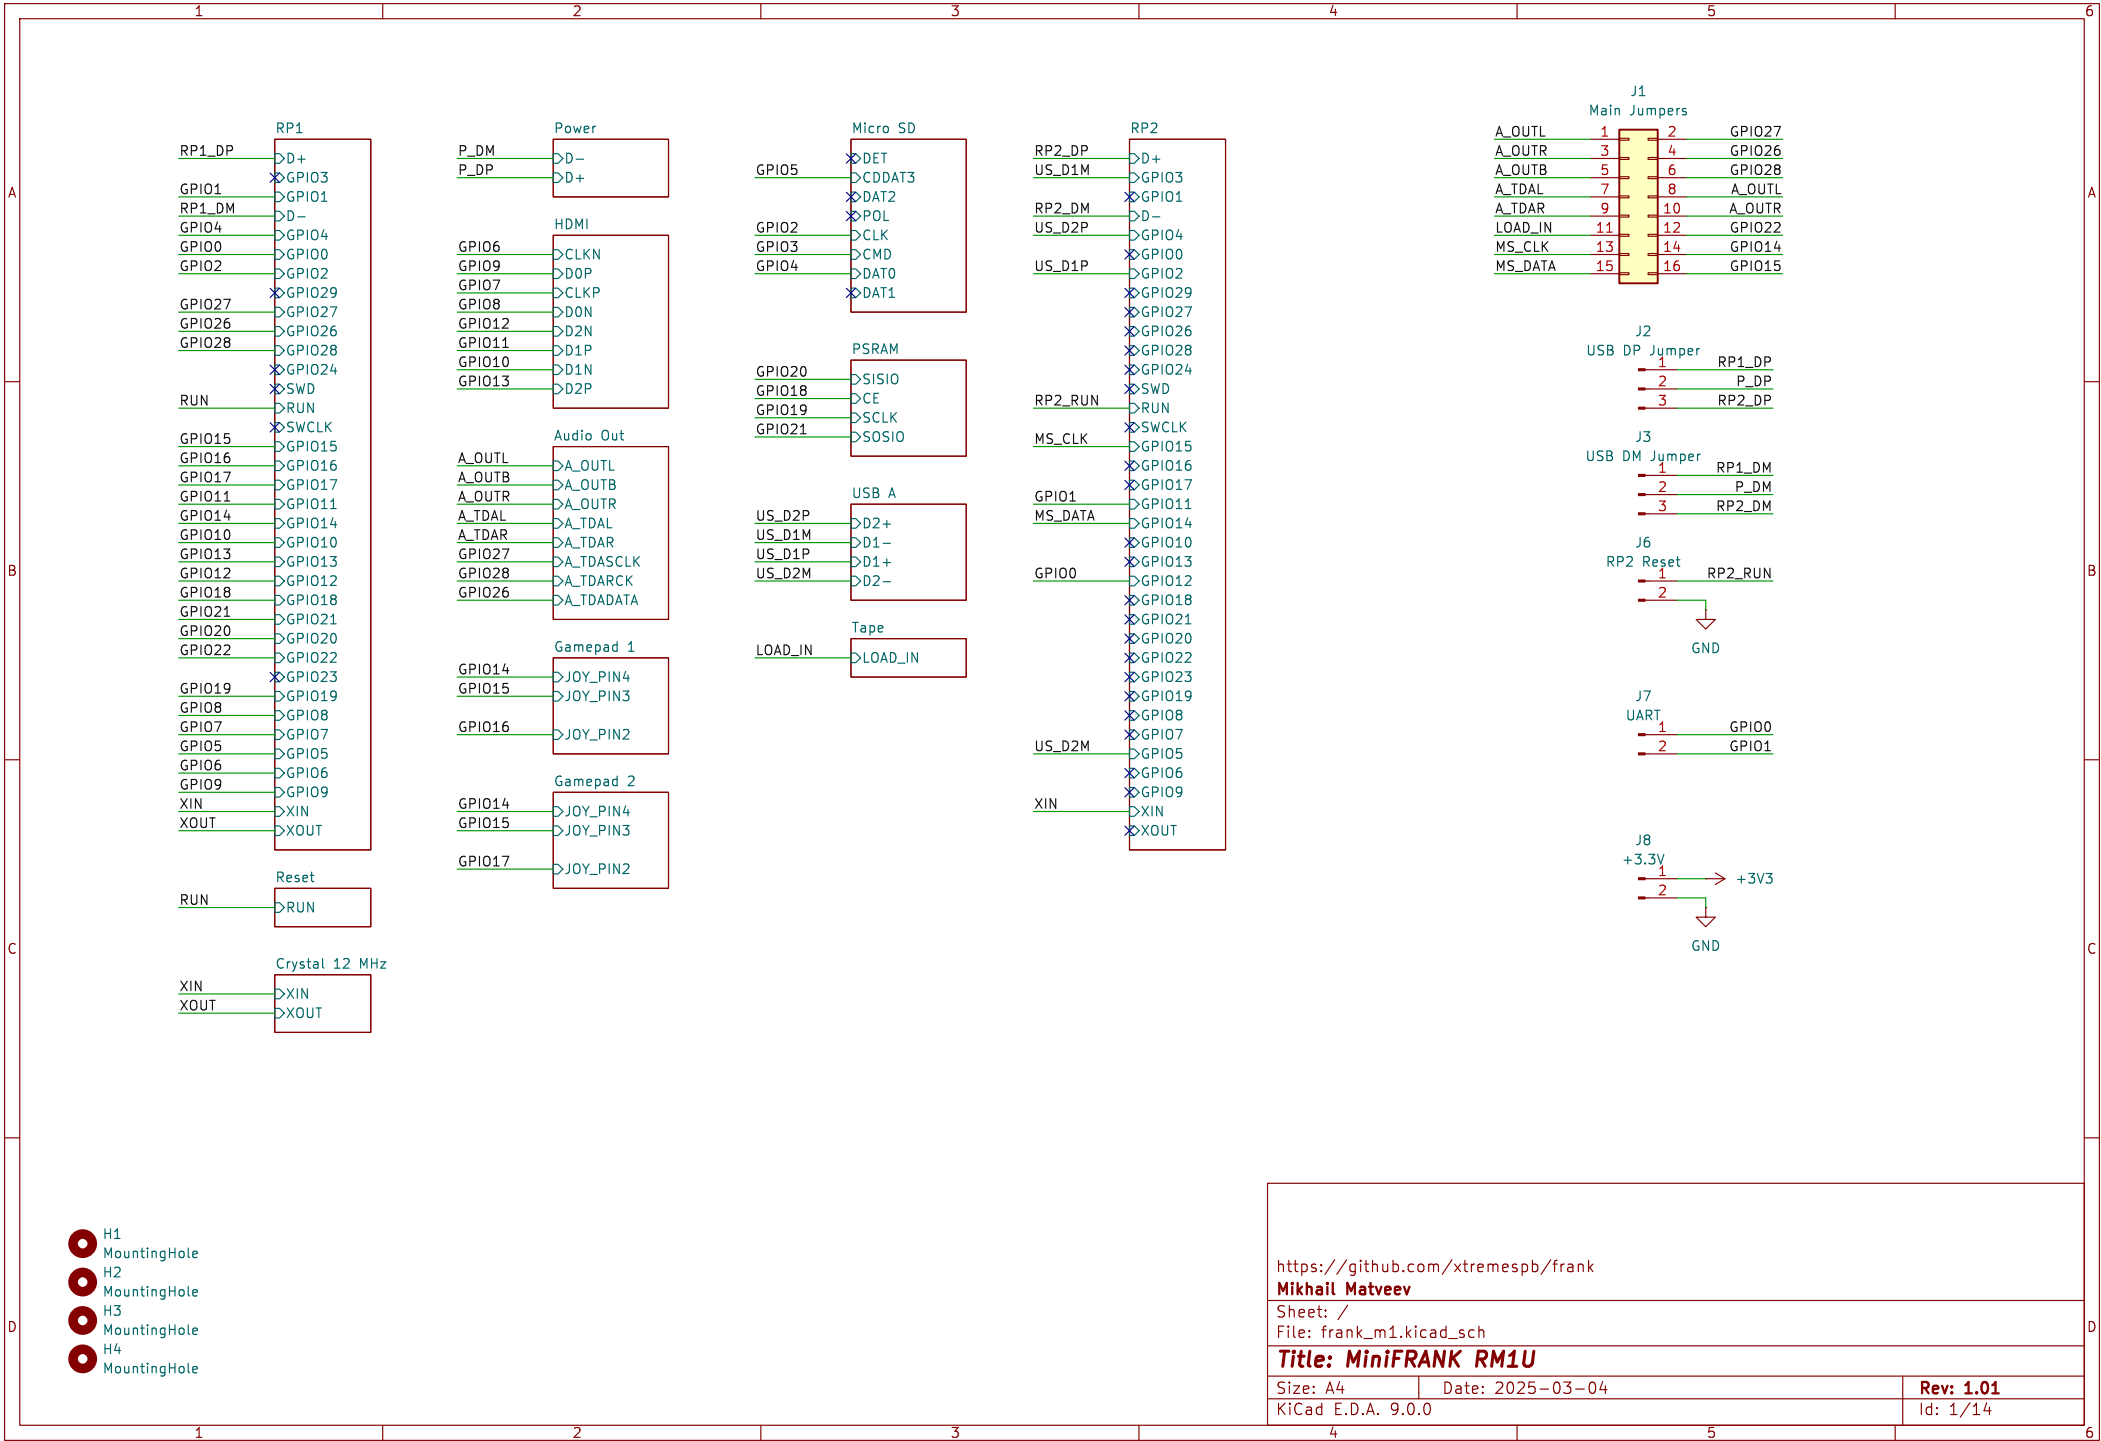 1 2 3 4 5 6
A
B
C
D
RP1
RP1_DP D+
GPIO3
GPIO1 GPIO1
RP1_DM D-
GPIO4 GPIO4
GPIO0 GPIO0
GPIO2 GPIO2
GPIO29
GPIO27 GPIO27
GPIO26 GPIO26
GPIO28 GPIO28
GPIO24
SWD
RUN RUN
SWCLK
GPIO15 GPIO15
GPIO16 GPIO16
GPIO17 GPIO17
GPIO11 GPIO11
GPIO14 GPIO14
GPIO10 GPIO10
GPIO13 GPIO13
GPIO12 GPIO12
GPIO18 GPIO18
GPIO21 GPIO21
GPIO20 GPIO20
GPIO22 GPIO22
GPIO23
GPIO19 GPIO19
GPIO8 GPIO8
GPIO7 GPIO7
GPIO5 GPIO5
GPIO6 GPIO6
GPIO9 GPIO9
XIN XIN
XOUT XOUT
Reset
RUN RUN
Crystal 12 MHz
XIN XIN
XOUT XOUT
Power
P_DM D-
P_DP D+
HDMI
GPIO6 CLKN
GPIO9 D0P
GPIO7 CLKP
GPIO8 D0N
GPIO12 D2N
GPIO11 D1P
GPIO10 D1N
GPIO13 D2P
Audio Out
A_OUTL A_OUTL
A_OUTB A_OUTB
A_OUTR A_OUTR
A_TDAL A_TDAL
A_TDAR A_TDAR
GPIO27 A_TDASCLK
GPIO28 A_TDARCK
GPIO26 A_TDADATA
Gamepad 1
GPIO14 JOY_PIN4
GPIO15 JOY_PIN3
GPIO16 JOY_PIN2
Gamepad 2
GPIO14 JOY_PIN4
GPIO15 JOY_PIN3
GPIO17 JOY_PIN2
Micro SD
DET
GPIO5 CDDAT3
DAT2
POL
GPIO2 CLK
GPIO3 CMD
GPIO4 DAT0
DAT1
PSRAM
GPIO20 SISIO
GPIO18 CE
GPIO19 SCLK
GPIO21 SOSIO
USB A
US_D2P D2+
US_D1M D1-
US_D1P D1+
US_D2M D2-
Tape
LOAD_IN LOAD_IN
RP2
RP2_DP D+
US_D1M GPIO3
GPIO1
RP2_DM D-
US_D2P GPIO4
GPIO0
US_D1P GPIO2
GPIO29
GPIO27
GPIO26
GPIO28
GPIO24
SWD
RP2_RUN RUN
SWCLK
MS_CLK GPIO15
GPIO16
GPIO17
GPIO1 GPIO11
MS_DATA GPIO14
GPIO10
GPIO13
GPIO0 GPIO12
GPIO18
GPIO21
GPIO20
GPIO22
GPIO23
GPIO19
GPIO8
GPIO7
US_D2M GPIO5
GPIO6
GPIO9
XIN XIN
XOUT
J1
Main Jumpers
A_OUTL 1 2 GPIO27
A_OUTR 3 4 GPIO26
A_OUTB 5 6 GPIO28
A_TDAL 7 8 A_OUTL
A_TDAR 9 10 A_OUTR
LOAD_IN 11 12 GPIO22
MS_CLK 13 14 GPIO14
MS_DATA 15 16 GPIO15
J2
USB DP Jumper
1 RP1_DP
2 P_DP
3 RP2_DP
J3
USB DM Jumper
1 RP1_DM
2 P_DM
3 RP2_DM
J6
RP2 Reset
1 RP2_RUN
2
GND
J7
UART
1 GPIO0
2 GPIO1
J8
+3.3V
1 +3V3
2
GND
H1
MountingHole
H2
MountingHole
H3
MountingHole
H4
MountingHole
https://github.com/xtremespb/frank
Mikhail Matveev
Sheet: /
File: frank_m1.kicad_sch
Title: MiniFRANK RM1U
Size: A4 Date: 2025-03-04 Rev: 1.01
KiCad E.D.A. 9.0.0 Id: 1/14
A
B
C
D
1 2 3 4 5 6